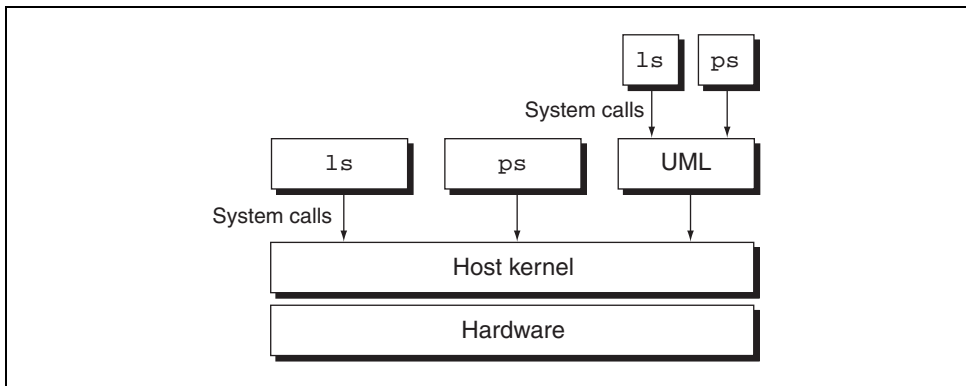 ls ps
System calls
ls ps UML
System calls
Host kernel
Hardware